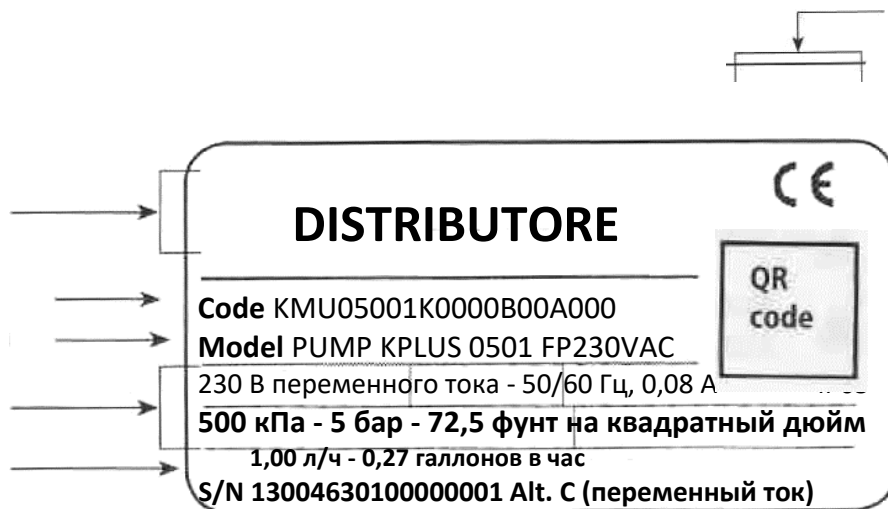 CE
DISTRIBUTORE
QR
code
Code KMU05001K0000B00A000
Model PUMP KPLUS 0501 FP230VAC
230 В переменного тока - 50/60 Гц, 0,08 А
500 кПа - 5 бар - 72,5 фунт на квадратный дюйм
1,00 л/ч - 0,27 галлонов в час
S/N 13004630100000001 Alt. C (переменный ток)